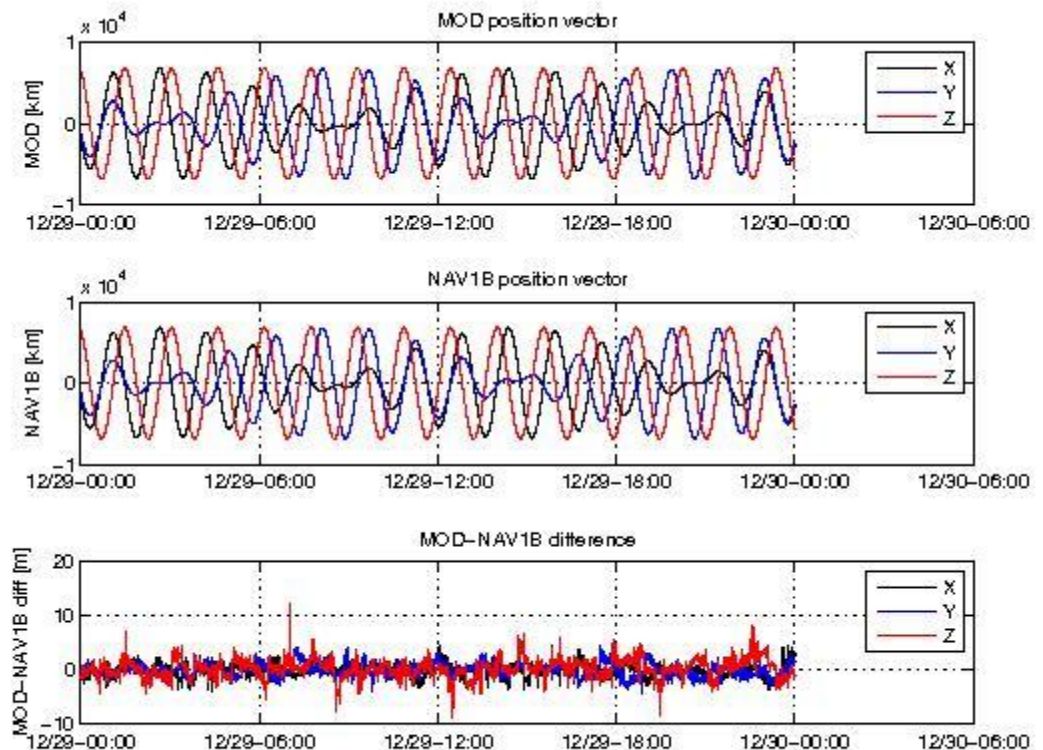 MOD position vector
x 10^4
1
0
−1
MOD [km]
X
Y
Z
12/29−00:00 12/29−06:00 12/29−12:00 12/29−18:00 12/30−00:00 12/30−06:00
NAV1B position vector
x 10^4
1
0
−1
NAV1B [km]
X
Y
Z
12/29−00:00 12/29−06:00 12/29−12:00 12/29−18:00 12/30−00:00 12/30−06:00
MOD−NAV1B difference
20
10
0
−10
MOD−NAV1B diff [m]
X
Y
Z
12/29−00:00 12/29−06:00 12/29−12:00 12/29−18:00 12/30−00:00 12/30−06:00